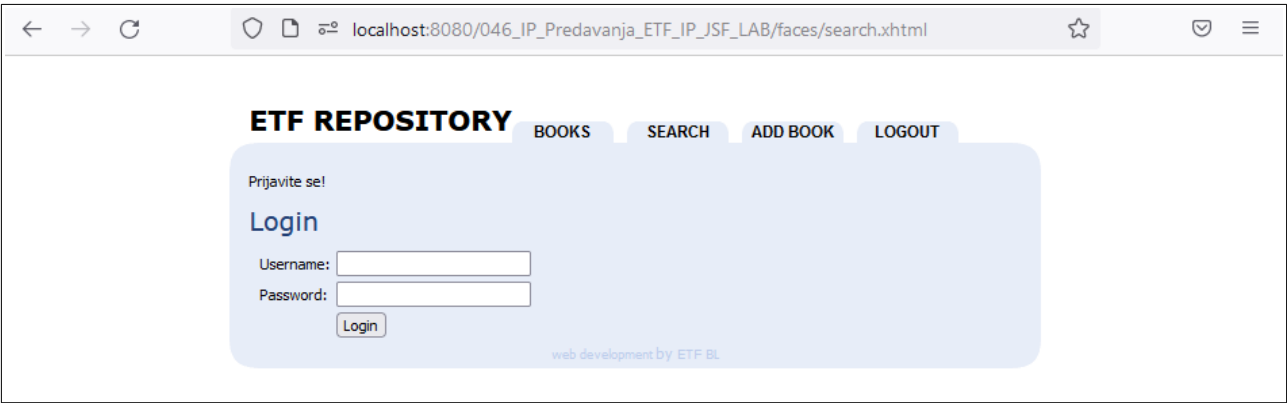 localhost:8080/046_IP_Predavanja_ETF_IP_JSF_LAB/faces/search.xhtml
ETF REPOSITORY BOOKS SEARCH ADD BOOK LOGOUT
Prijavite se!
Login
Username:
Password:
Login
web development by ETF BL